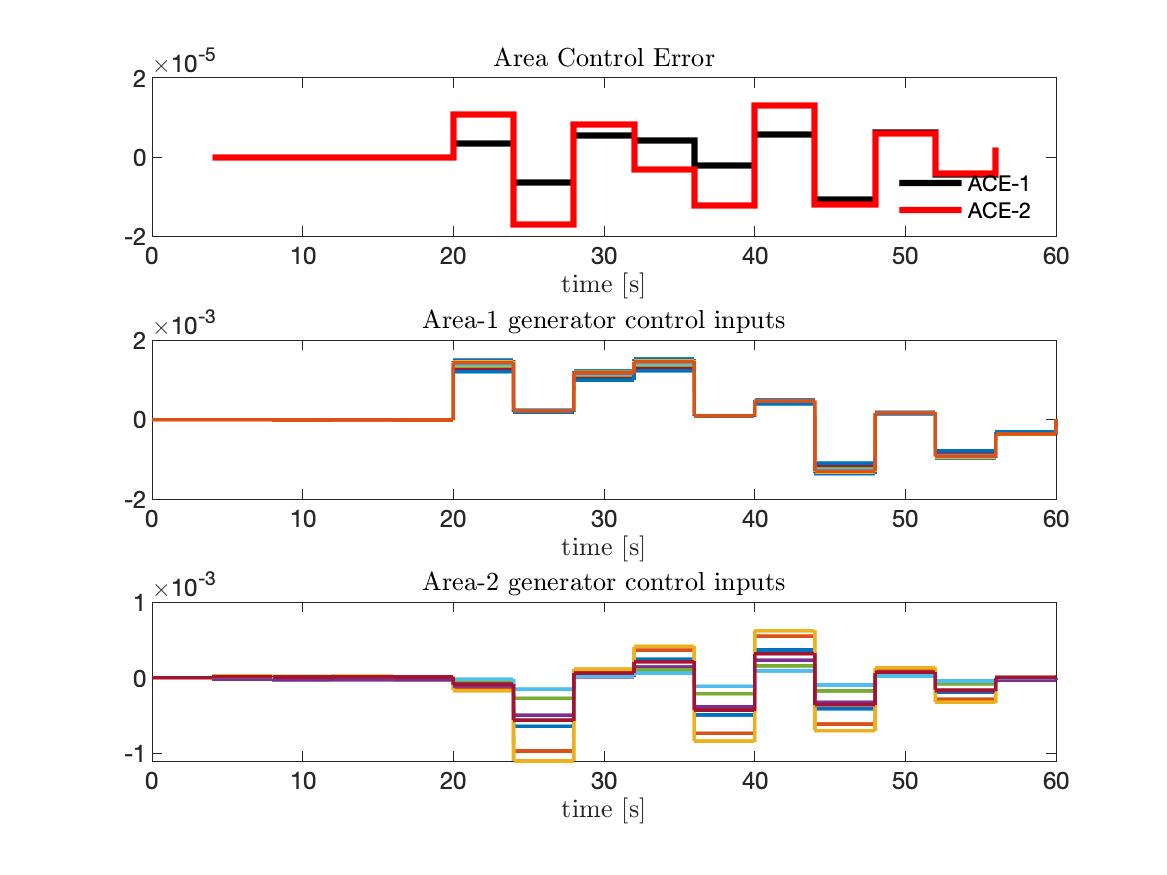 Area Control Error
×10-5
2
0
-2
ACE-1
ACE-2
0 10 20 30 40 50 60
time [s]
Area-1 generator control inputs
×10-3
2
0
-2
0 10 20 30 40 50 60
time [s]
Area-2 generator control inputs
×10-3
1
0
-1
0 10 20 30 40 50 60
time [s]